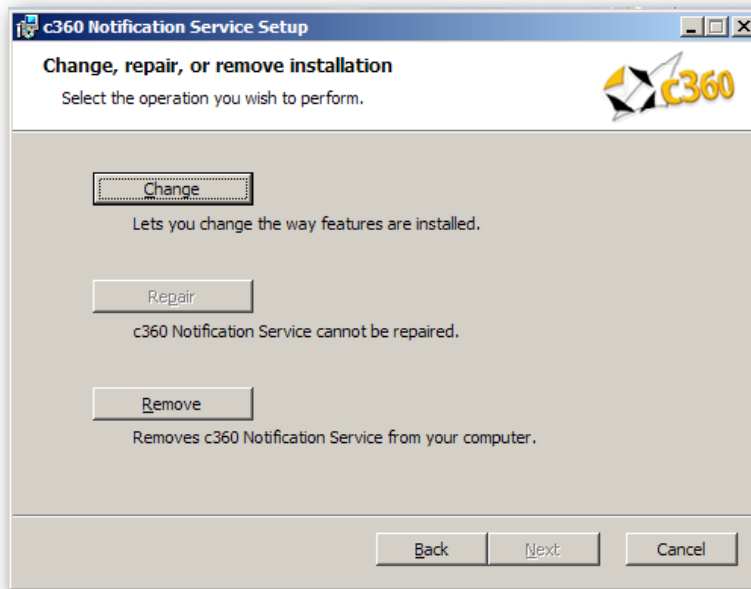 c360 Notification Service Setup
Change, repair, or remove installation
Select the operation you wish to perform.
c360
Change
Lets you change the way features are installed.
Repair
c360 Notification Service cannot be repaired.
Remove
Removes c360 Notification Service from your computer.
Back Next Cancel